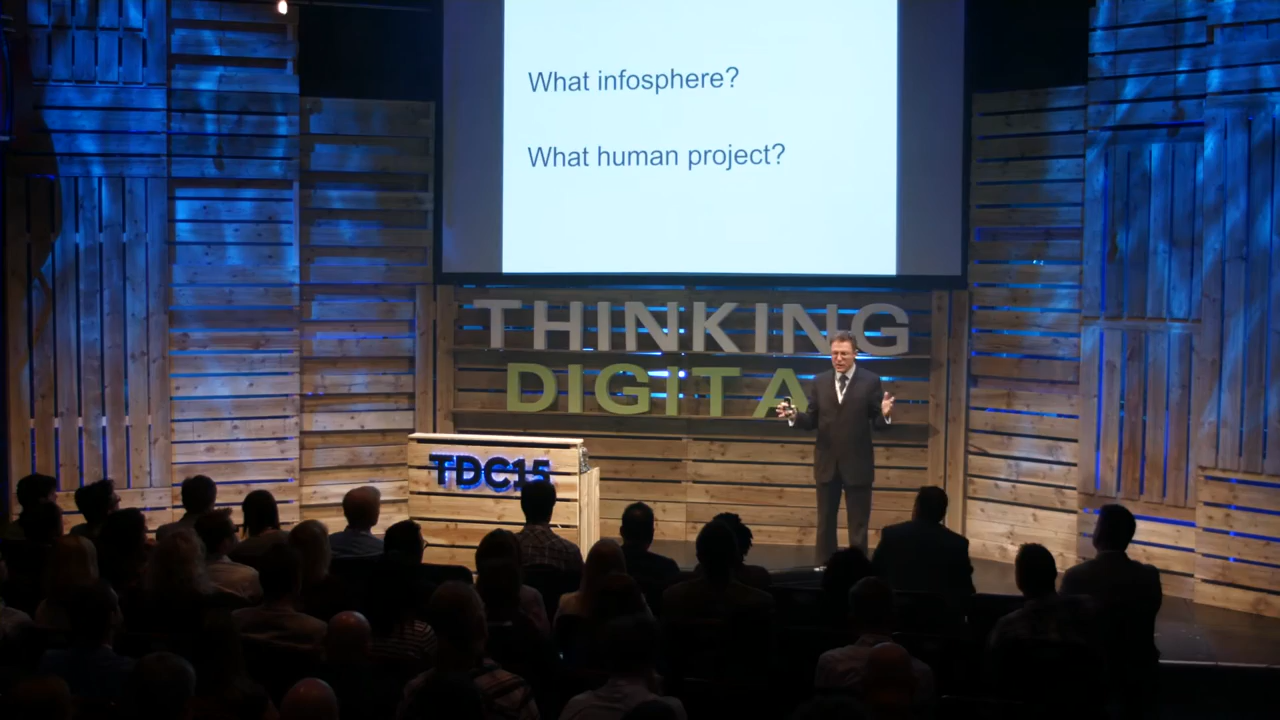 What infosphere?
What human project?
THINKING
DIGITA
TDC15